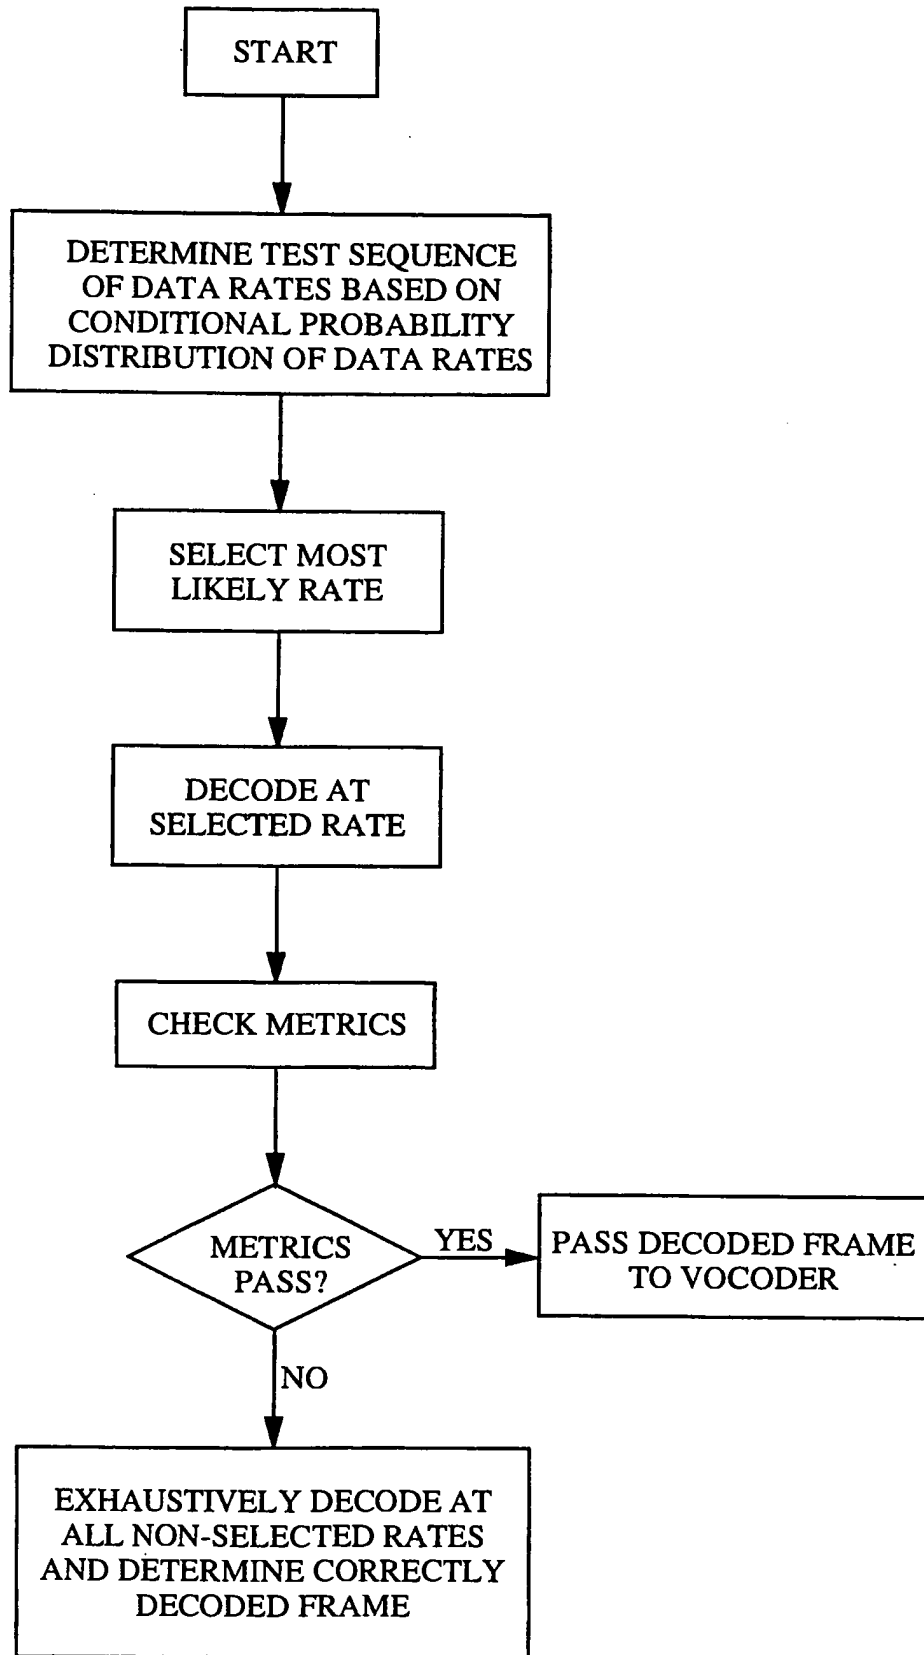 START
DETERMINE TEST SEQUENCE
OF DATA RATES BASED ON
CONDITIONAL PROBABILITY
DISTRIBUTION OF DATA RATES
SELECT MOST
LIKELY RATE
DECODE AT
SELECTED RATE
CHECK METRICS
METRICS
PASS?
YES
PASS DECODED FRAME
TO VOCODER
NO
EXHAUSTIVELY DECODE AT
ALL NON-SELECTED RATES
AND DETERMINE CORRECTLY
DECODED FRAME